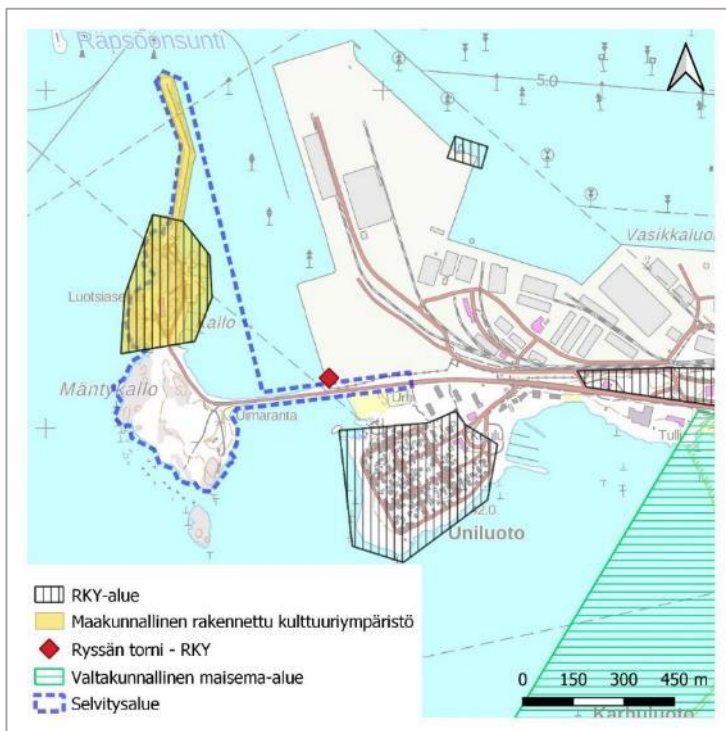 Räpsöönsunti
5.0
Vasikkaluo
Luotsiase
kallo
Mäntykallo
Uimaranta
Urh
Tulli
2.0
Uniluoto
RKY-alue
Maakunnallinen rakennettu kulttuuriympäristö
Ryssän torni - RKY
Valtakunnallinen maisema-alue
Selvitysalue
0 150 300 450 m
Karhuluoto